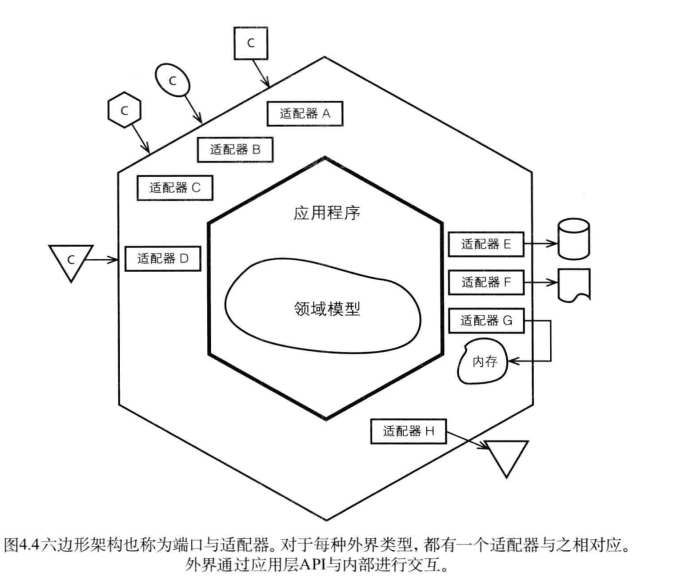 C
C
C
适配器 A
适配器 B
适配器 C
应用程序
C
适配器 D
适配器 E
适配器 F
领域模型
适配器 G
内存
适配器 H
图4.4六边形架构也称为端口与适配器。对于每种外界类型，都有一个适配器与之相对应。
外界通过应用层API与内部进行交互。